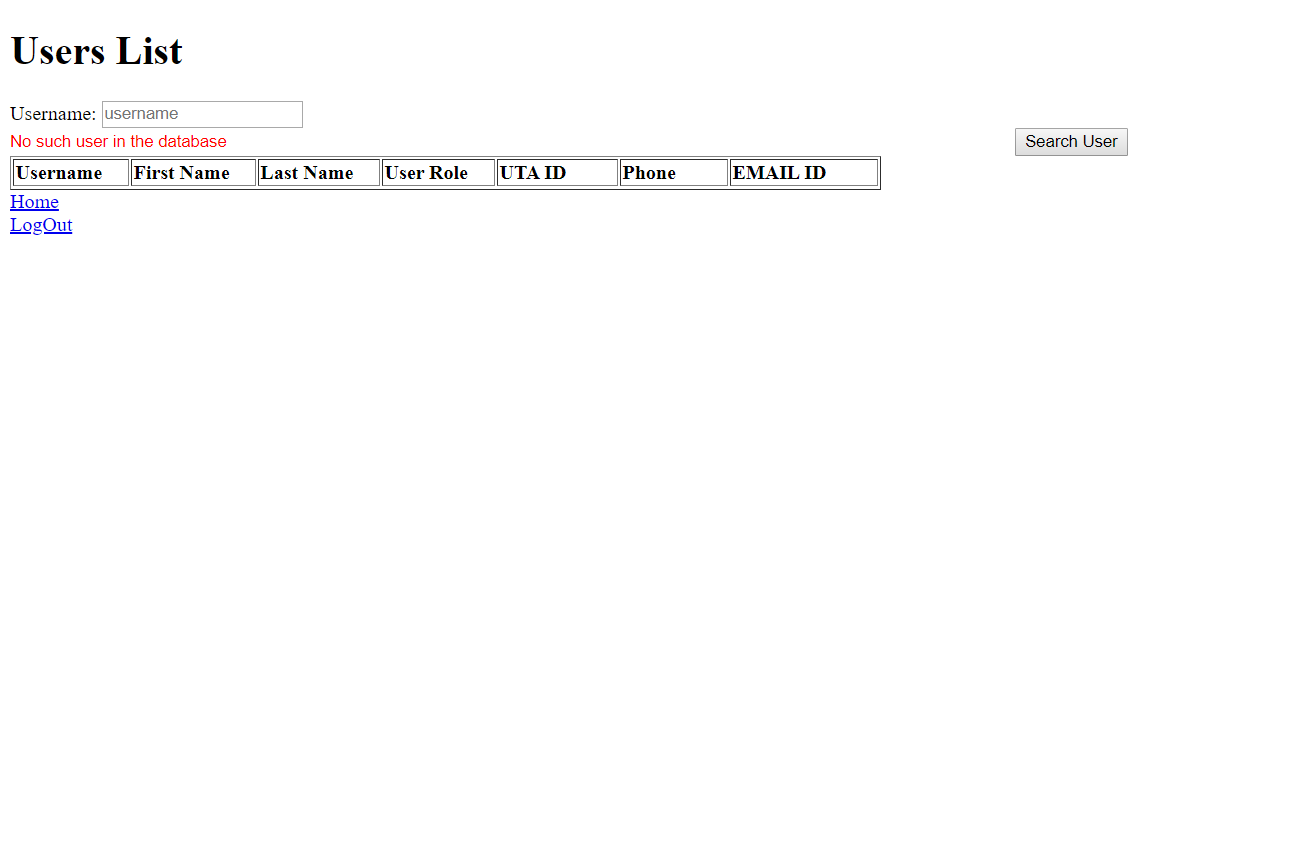 Users List
Username: username
No such user in the database Search User
Username First Name Last Name User Role UTA ID Phone EMAIL ID
Home
LogOut